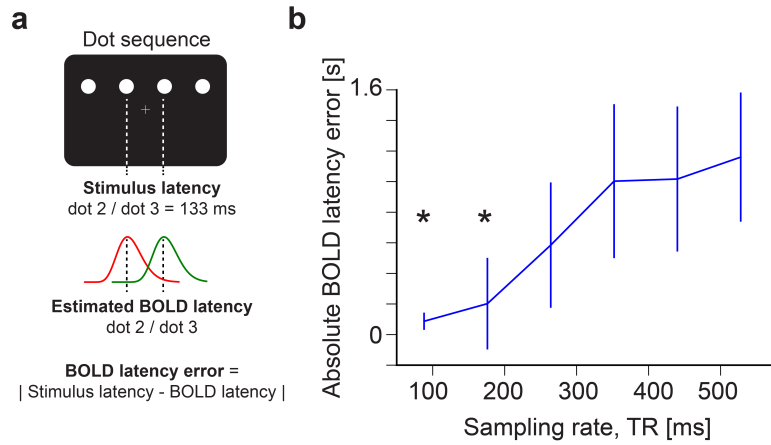 a
Dot sequence
Stimulus latency
dot 2 / dot 3 = 133 ms
Estimated BOLD latency
dot 2 / dot 3
BOLD latency error =
| Stimulus latency - BOLD latency |
b
Absolute BOLD latency error [s]
1.6
0
* *
100 200 300 400 500
Sampling rate, TR [ms]